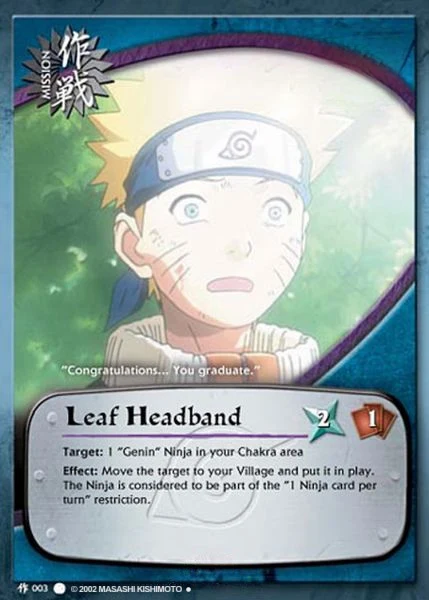 MISSION
作戦
"Congratulations... You graduate."
Leaf Headband
2
1
Target: 1 "Genin" Ninja in your Chakra area
Effect: Move the target to your Village and put it in play.
The Ninja is considered to be part of the "1 Ninja card per
turn" restriction.
作 003 © 2002 MASASHI KISHIMOTO